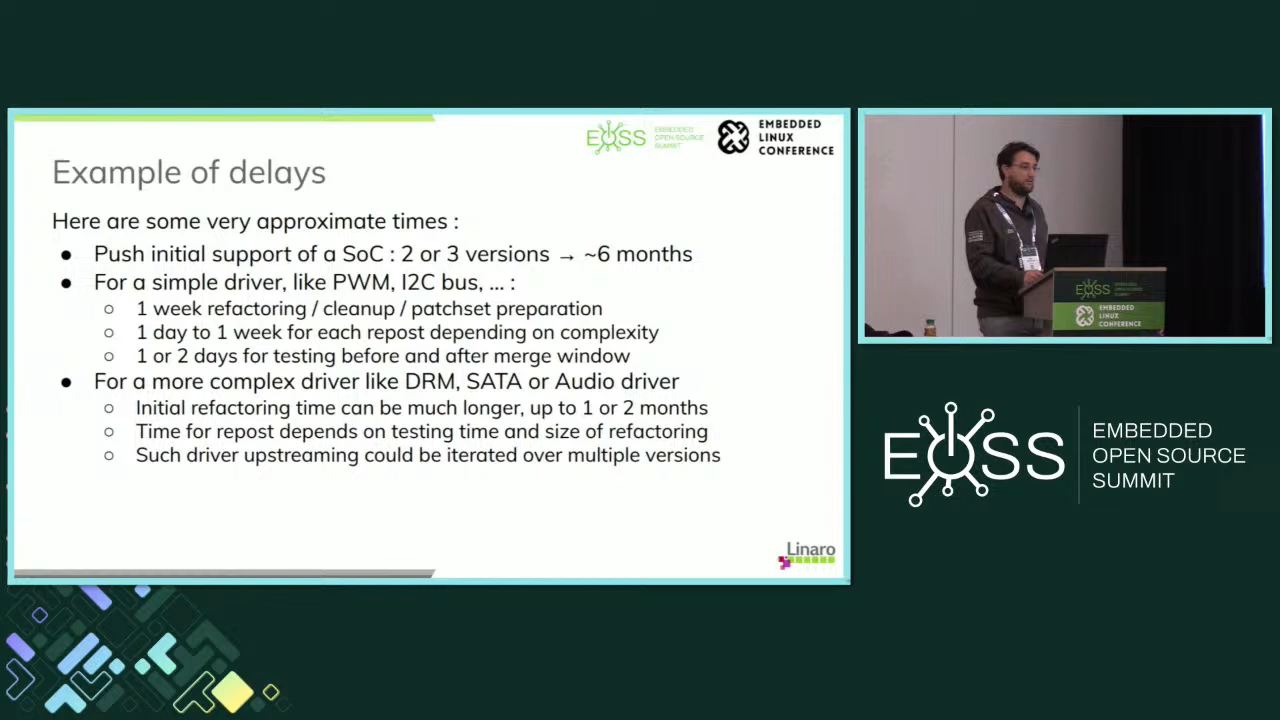 EOSS
EMBEDDED
OPEN SOURCE
SUMMIT
EMBEDDED
LINUX
CONFERENCE
Example of delays
Here are some very approximate times :
● Push initial support of a SoC : 2 or 3 versions → ~6 months
● For a simple driver, like PWM, I2C bus, ... :
○ 1 week refactoring / cleanup / patchset preparation
○ 1 day to 1 week for each repost depending on complexity
○ 1 or 2 days for testing before and after merge window
● For a more complex driver like DRM, SATA or Audio driver
○ Initial refactoring time can be much longer, up to 1 or 2 months
○ Time for repost depends on testing time and size of refactoring
○ Such driver upstreaming could be iterated over multiple versions
Linaro
EOSS
EMBEDDED
LINUX
CONFERENCE
EOSS
EMBEDDED
OPEN SOURCE
SUMMIT